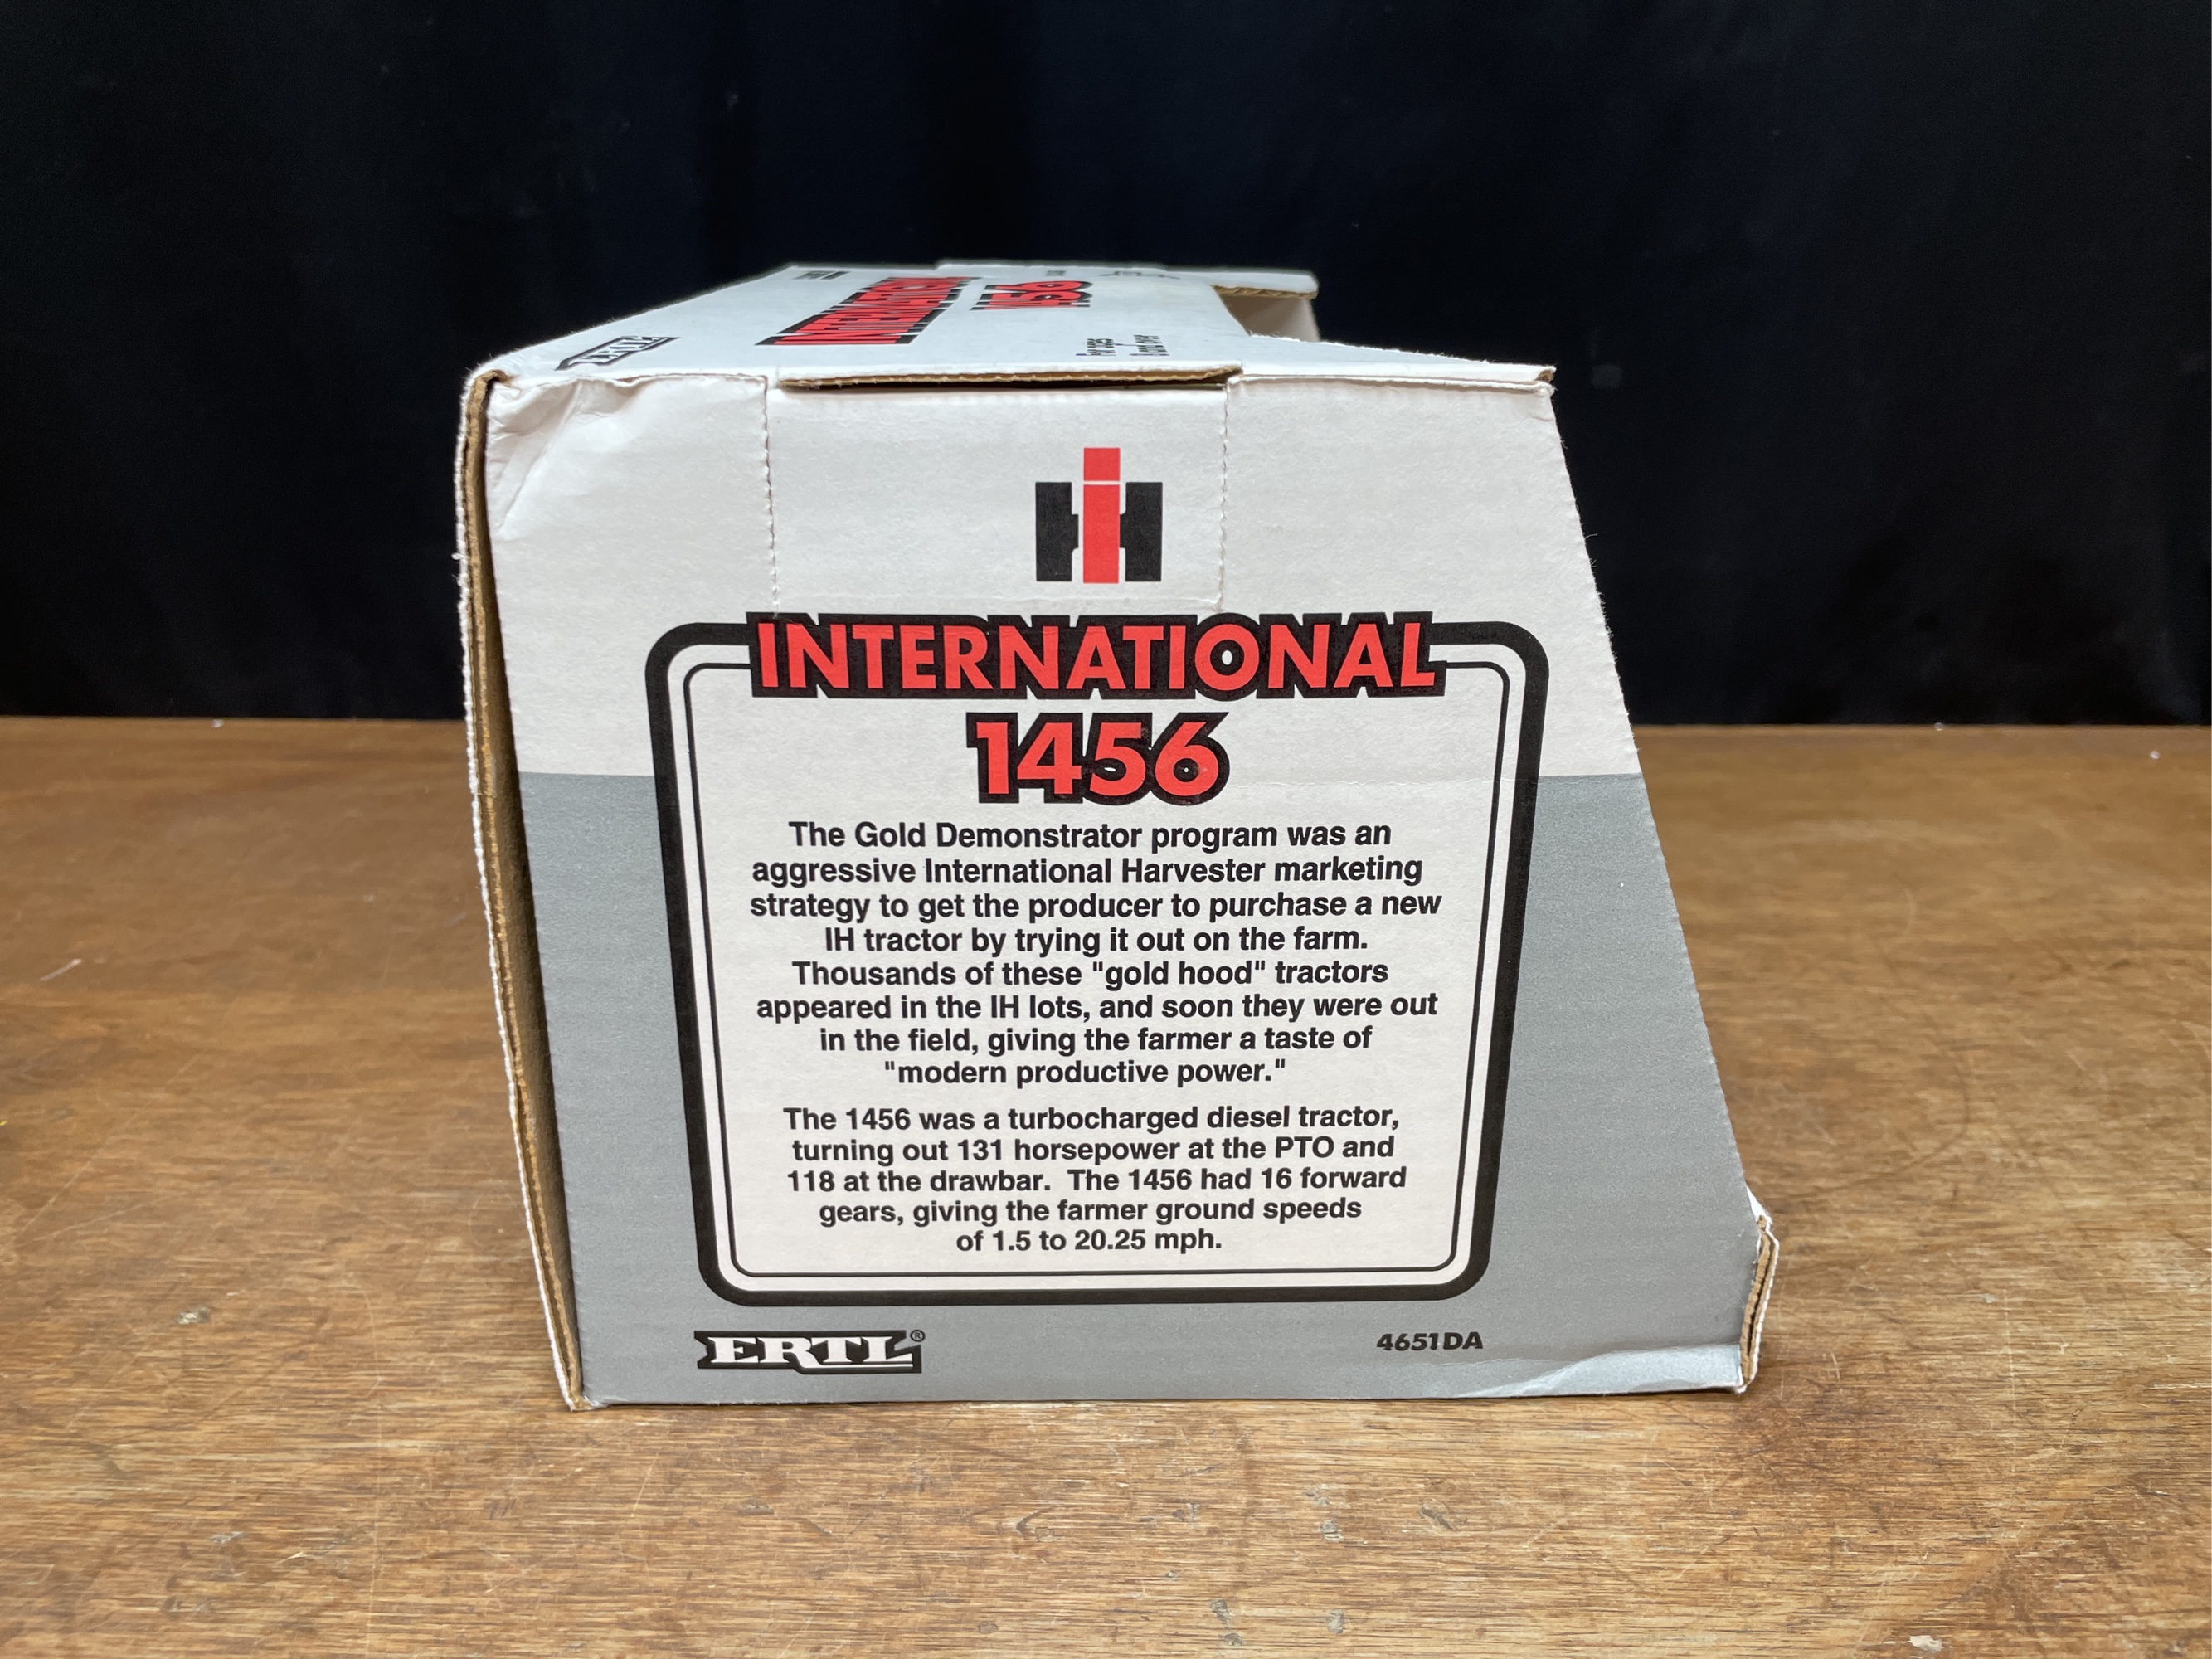 ERTL
INTERNATIONAL
1456
IH
INTERNATIONAL
1456
The Gold Demonstrator program was an
aggressive International Harvester marketing
strategy to get the producer to purchase a new
IH tractor by trying it out on the farm.
Thousands of these "gold hood" tractors
appeared in the IH lots, and soon they were out
in the field, giving the farmer a taste of
"modern productive power."
The 1456 was a turbocharged diesel tractor,
turning out 131 horsepower at the PTO and
118 at the drawbar. The 1456 had 16 forward
gears, giving the farmer ground speeds
of 1.5 to 20.25 mph.
ERTL®
4651DA